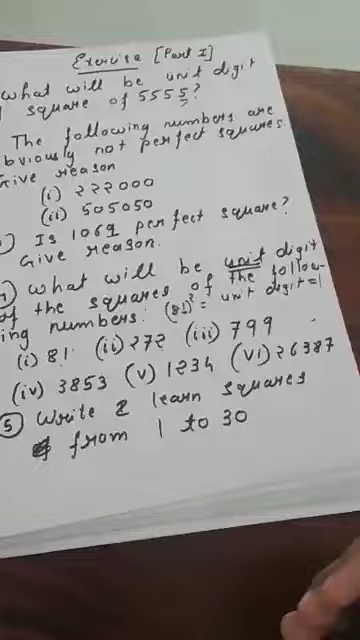 Exercise [Part I]
what will be unit digit
square of 5555?
The following numbers are
obviously not perfect squares.
Give reason
(i) 222000
(ii) 505050
Is 1069 perfect square?
Give reason.
what will be unit digit
of the squares of the follow-
ing numbers. (81)² = unit digit = 1
(i) 81 (ii) 272 (iii) 799
(iv) 3853 (v) 1234 (vi) 26387
(5) Write & learn squares
from 1 to 30